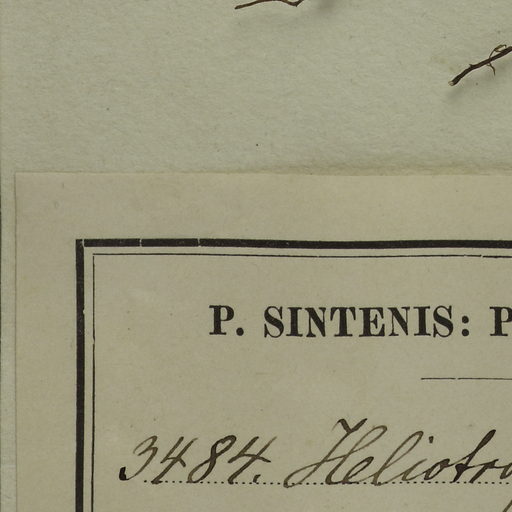 P. SINTENIS: P
3484. Heliotro